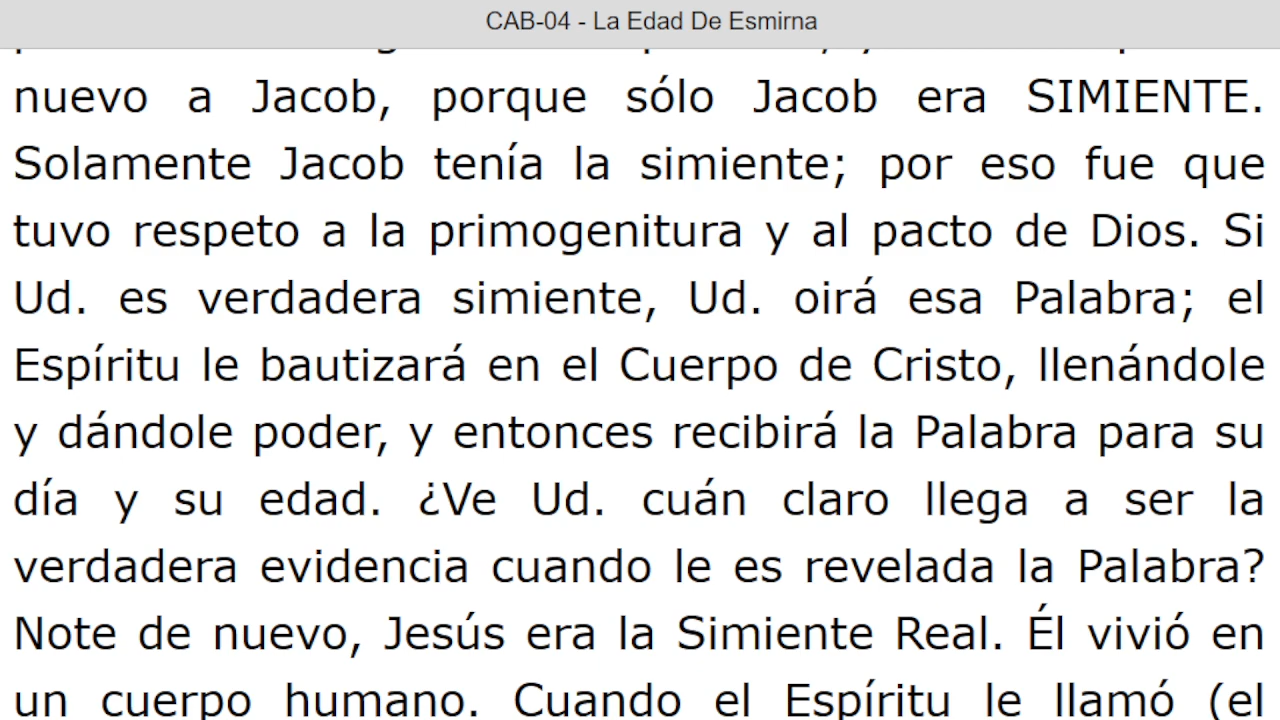 CAB-04 - La Edad De Esmirna
nuevo a Jacob, porque sólo Jacob era SIMIENTE.
Solamente Jacob tenía la simiente; por eso fue que
tuvo respeto a la primogenitura y al pacto de Dios. Si
Ud. es verdadera simiente, Ud. oirá esa Palabra; el
Espíritu le bautizará en el Cuerpo de Cristo, llenándole
y dándole poder, y entonces recibirá la Palabra para su
día y su edad. ¿Ve Ud. cuán claro llega a ser la
verdadera evidencia cuando le es revelada la Palabra?
Note de nuevo, Jesús era la Simiente Real. Él vivió en
un cuerpo humano. Cuando el Espíritu le llamó (el